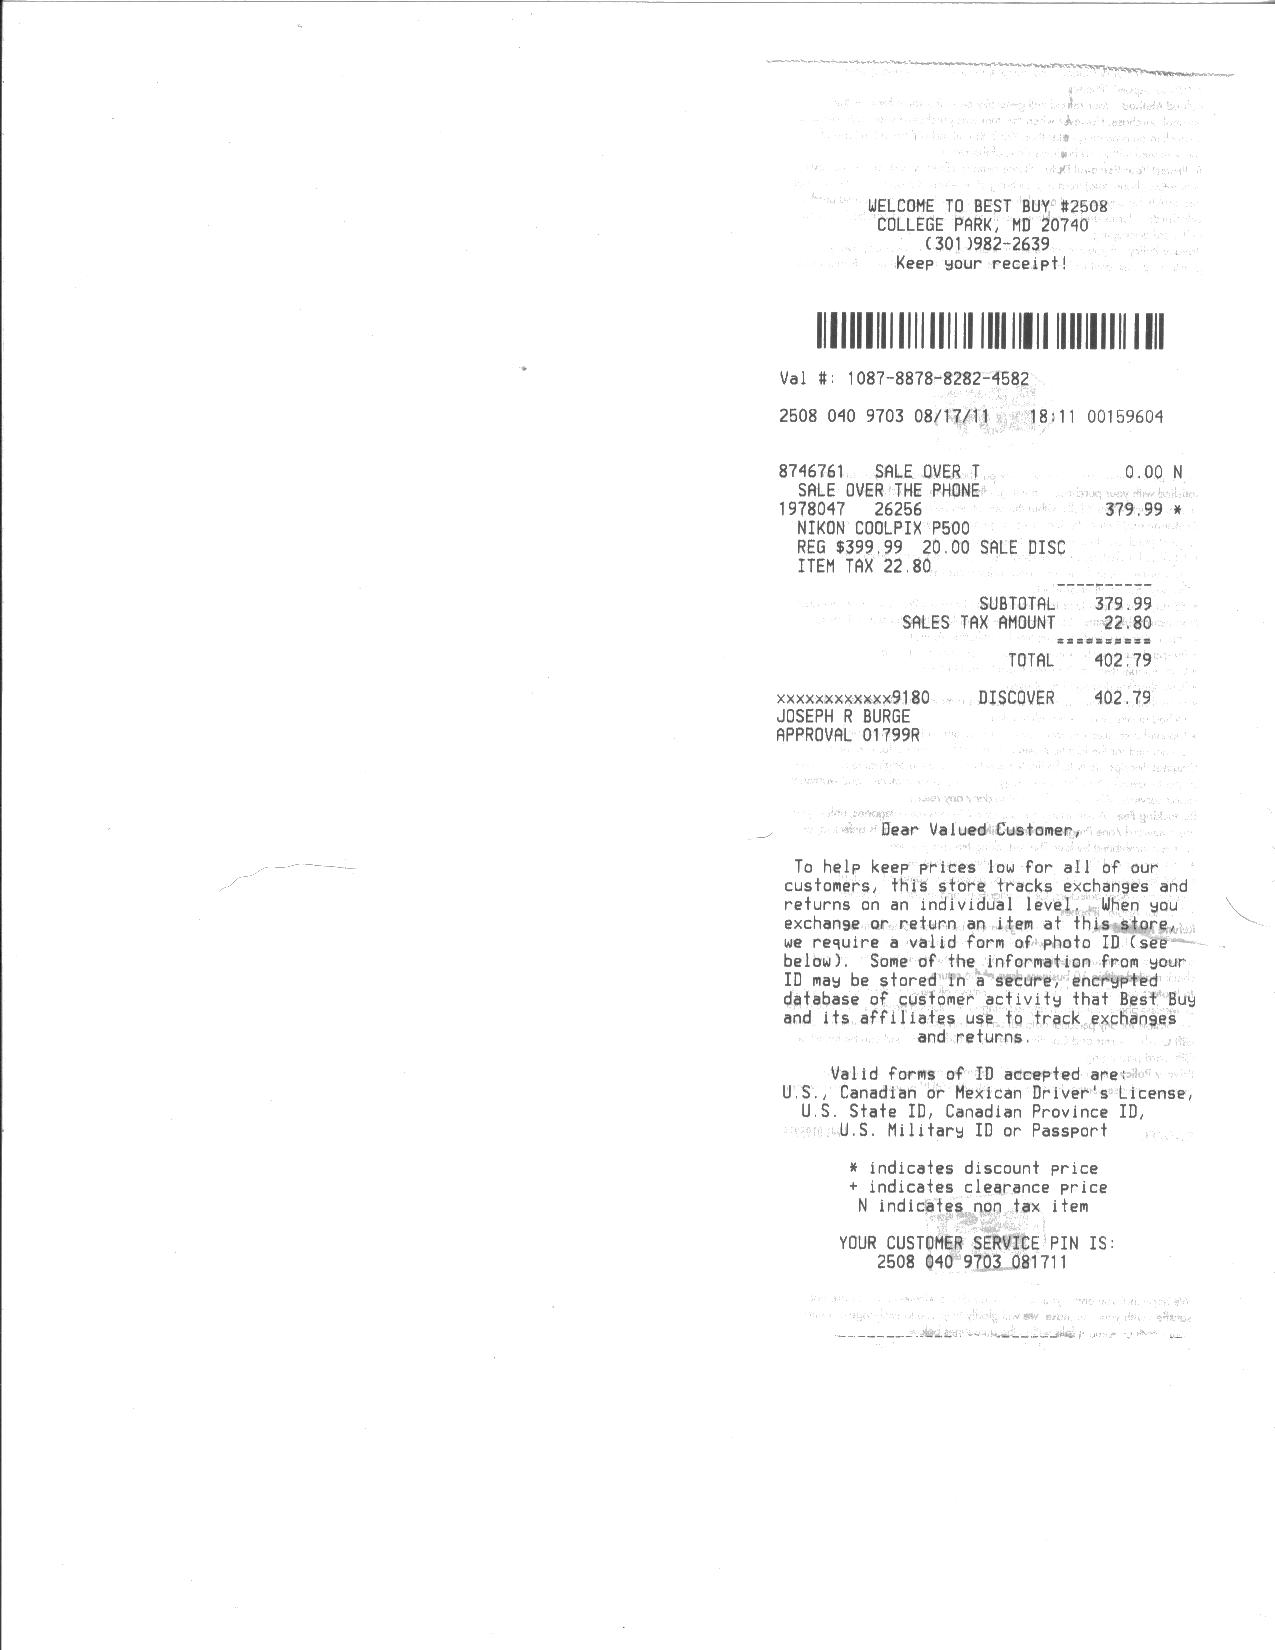 WELCOME TO BEST BUY #2508
COLLEGE PARK, MD 20740
(301)982-2639
Keep your receipt!
Val #: 1087-8878-8282-4582
2508 040 9703 08/17/11 18:11 00159604
8746761 SALE OVER T 0.00 N
SALE OVER THE PHONE
1978047 26256 379.99 *
NIKON COOLPIX P500
REG $399.99 20.00 SALE DISC
ITEM TAX 22.80
----------
SUBTOTAL 379.99
SALES TAX AMOUNT 22.80
==========
TOTAL 402.79
xxxxxxxxxxxx9180 DISCOVER 402.79
JOSEPH R BURGE
APPROVAL 01799R
Dear Valued Customer,
To help keep prices low for all of our
customers, this store tracks exchanges and
returns on an individual level. When you
exchange or return an item at this store,
we require a valid form of photo ID (see
below). Some of the information from your
ID may be stored in a secure, encrypted
database of customer activity that Best Buy
and its affiliates use to track exchanges
and returns.
Valid forms of ID accepted are:
U.S., Canadian or Mexican Driver's License,
U.S. State ID, Canadian Province ID,
U.S. Military ID or Passport
* indicates discount price
+ indicates clearance price
N indicates non tax item
YOUR CUSTOMER SERVICE PIN IS:
2508 040 9703 081711